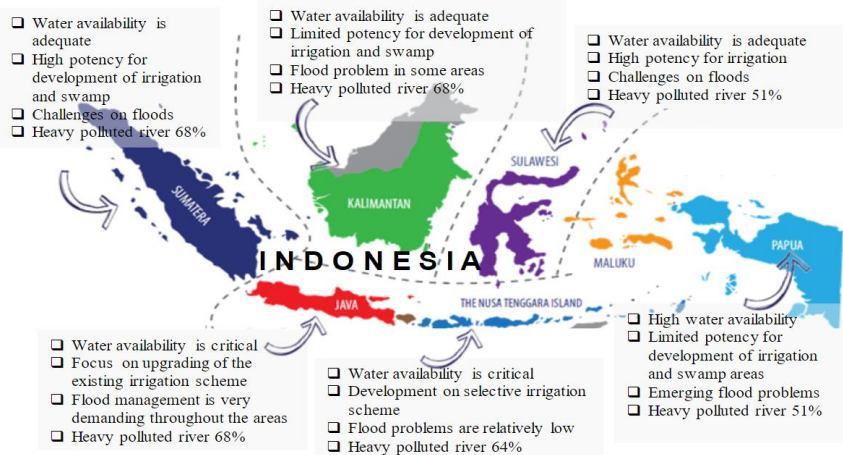 ❑ Water availability is
adequate
❑ High potency for
development of irrigation
and swamp
❑ Challenges on floods
❑ Heavy polluted river 68%
❑ Water availability is adequate
❑ Limited potency for development of
irrigation and swamp
❑ Flood problem in some areas
❑ Heavy polluted river 68%
❑ Water availability is adequate
❑ High potency for irrigation
❑ Challenges on floods
❑ Heavy polluted river 51%
SUMATERA
KALIMANTAN
SULAWESI
MALUKU
PAPUA
INDONESIA
JAVA
THE NUSA TENGGARA ISLAND
❑ Water availability is critical
❑ Focus on upgrading of the
existing irrigation scheme
❑ Flood management is very
demanding throughout the areas
❑ Heavy polluted river 68%
❑ Water availability is critical
❑ Development on selective irrigation
scheme
❑ Flood problems are relatively low
❑ Heavy polluted river 64%
❑ High water availability
❑ Limited potency for
development of irrigation
and swamp areas
❑ Emerging flood problems
❑ Heavy polluted river 51%